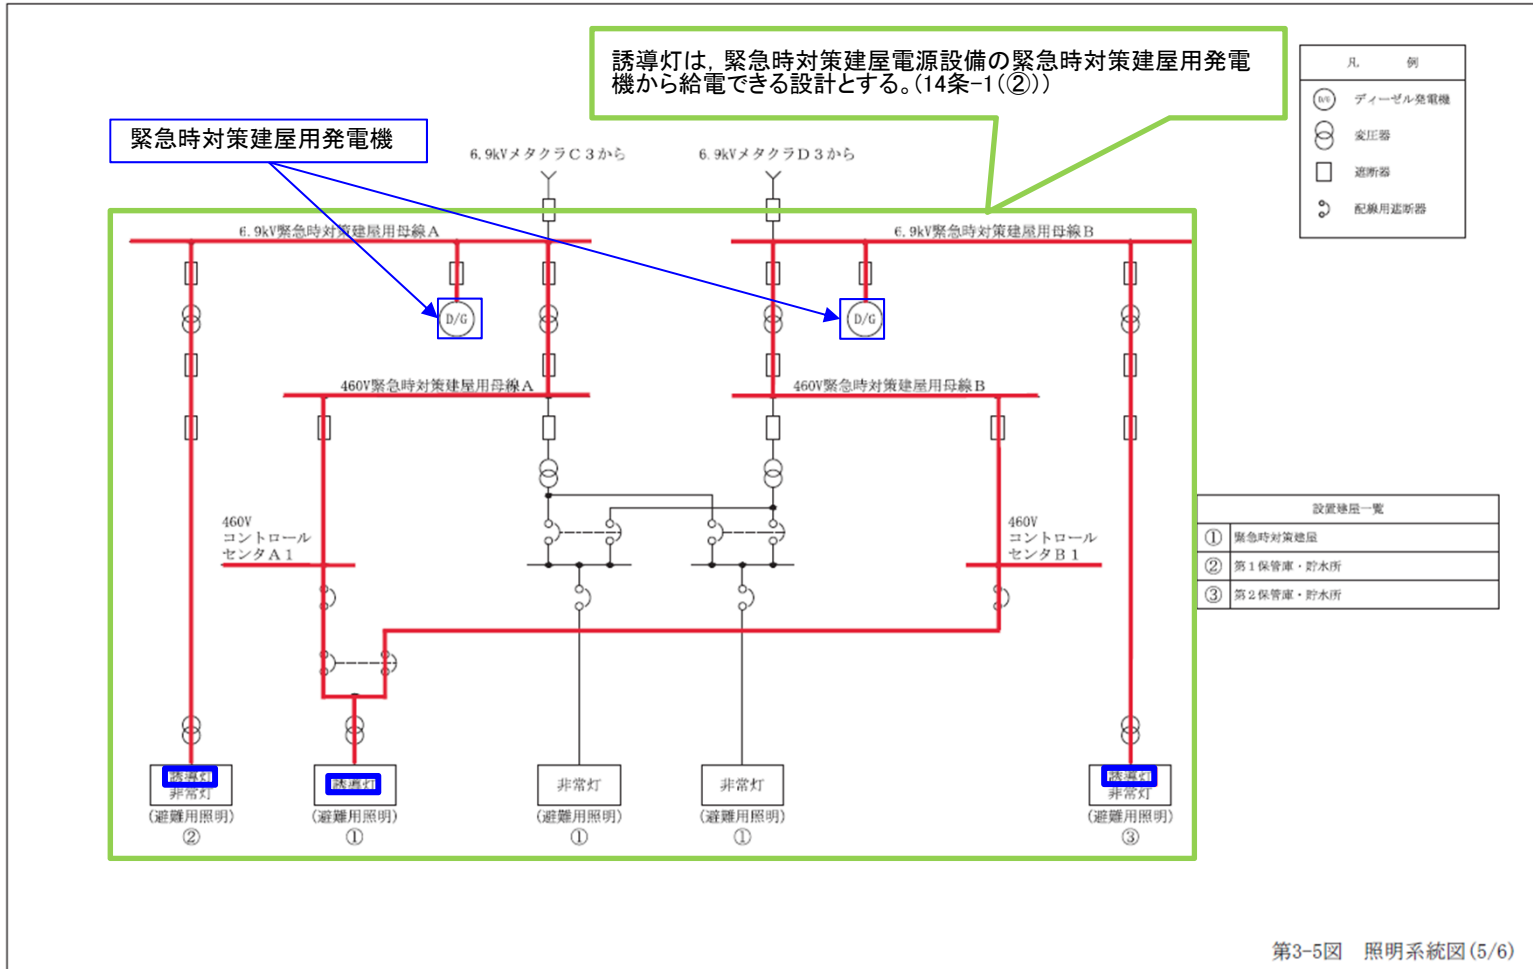 誘導灯は，緊急時対策建屋電源設備の緊急時対策建屋用発電
機から給電できる設計とする。(14条-1(②))
凡 例
D/G ディーゼル発電機
変圧器
遮断器
配線用遮断器
緊急時対策建屋用発電機
6.9kVメタクラC3から
6.9kVメタクラD3から
6.9kV緊急時対策建屋用母線A
6.9kV緊急時対策建屋用母線B
D/G
D/G
460V緊急時対策建屋用母線A
460V緊急時対策建屋用母線B
460V
コントロール
センタA1
460V
コントロール
センタB1
設置建屋一覧
① 緊急時対策建屋
② 第1保管庫・貯水所
③ 第2保管庫・貯水所
誘導灯
非常灯
(避難用照明)
②
誘導灯
(避難用照明)
①
非常灯
(避難用照明)
①
非常灯
(避難用照明)
①
誘導灯
非常灯
(避難用照明)
③
第3-5図 照明系統図(5/6)